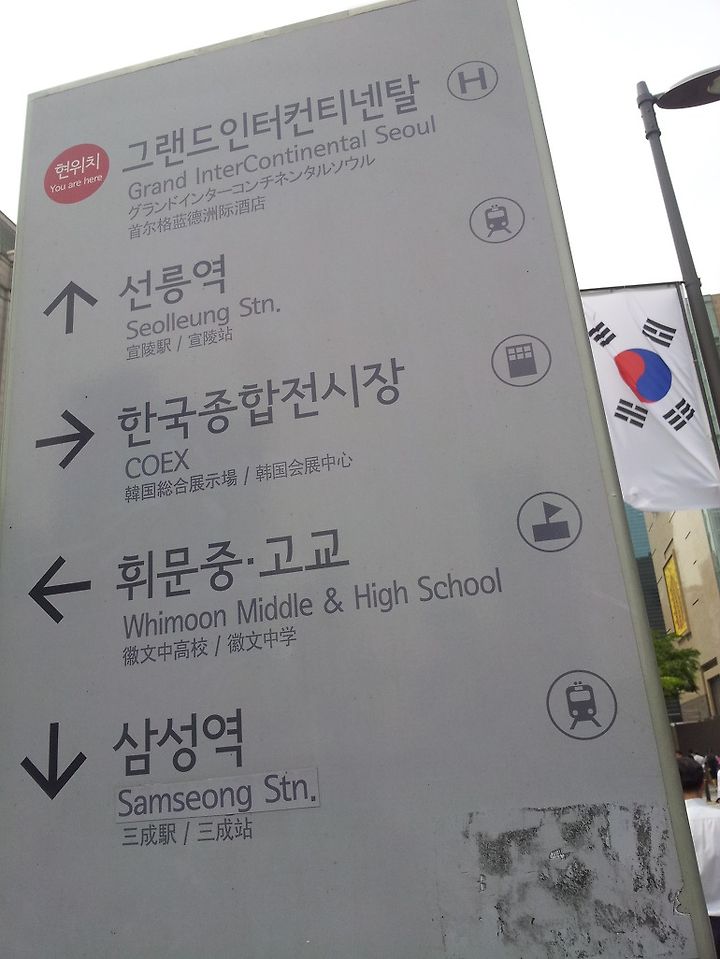 현위치
You are here
그랜드인터컨티넨탈
H
Grand InterContinental Seoul
グランドインターコンチネンタルソウル
首尔格蓝德洲际酒店
선릉역
Seolleung Stn.
宣陵駅 / 宣陵站
한국종합전시장
COEX
韓国総合展示場 / 韩国会展中心
휘문중·고교
Whimoon Middle & High School
徽文中高校 / 徽文中学
삼성역
Samseong Stn.
三成駅 / 三成站